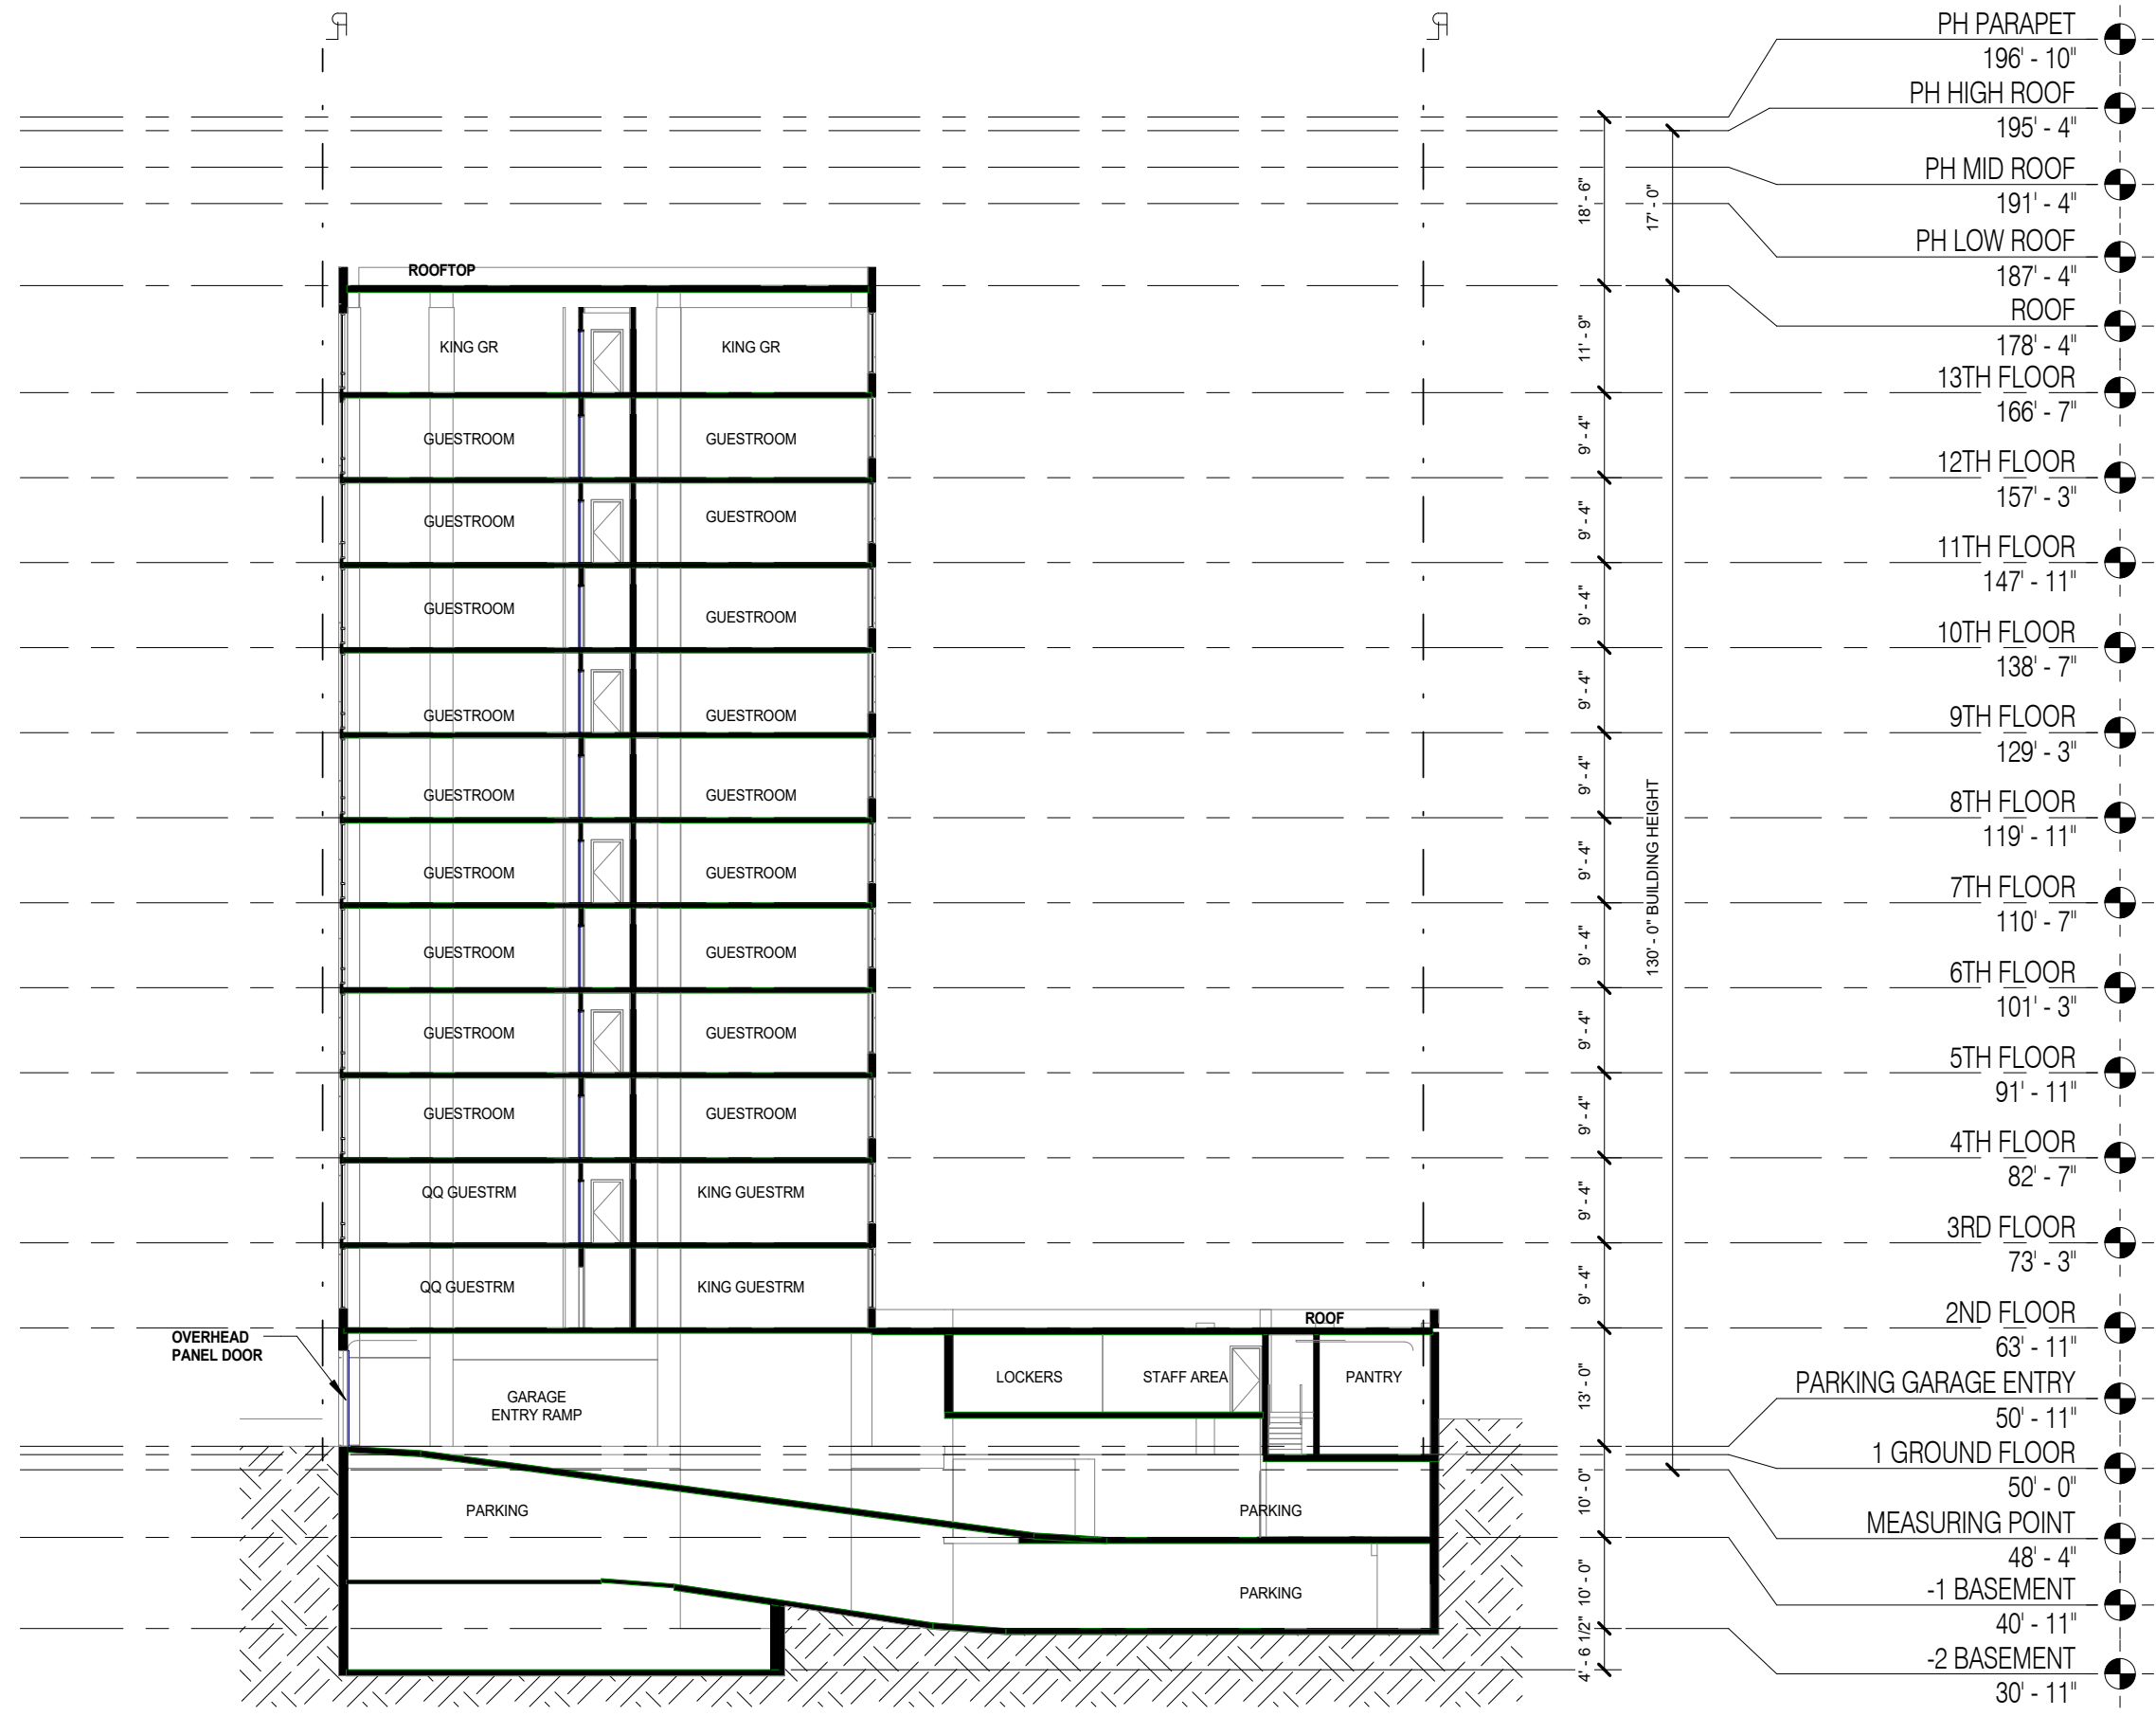 PL
PL
PH PARAPET
196' - 10"
PH HIGH ROOF
195' - 4"
PH MID ROOF
191' - 4"
PH LOW ROOF
187' - 4"
ROOF
178' - 4"
13TH FLOOR
166' - 7"
12TH FLOOR
157' - 3"
11TH FLOOR
147' - 11"
10TH FLOOR
138' - 7"
9TH FLOOR
129' - 3"
8TH FLOOR
119' - 11"
7TH FLOOR
110' - 7"
6TH FLOOR
101' - 3"
5TH FLOOR
91' - 11"
4TH FLOOR
82' - 7"
3RD FLOOR
73' - 3"
2ND FLOOR
63' - 11"
PARKING GARAGE ENTRY
50' - 11"
1 GROUND FLOOR
50' - 0"
MEASURING POINT
48' - 4"
-1 BASEMENT
40' - 11"
-2 BASEMENT
30' - 11"
18' - 6"
17' - 0"
11' - 9"
9' - 4"
9' - 4"
9' - 4"
9' - 4"
9' - 4"
9' - 4"
9' - 4"
9' - 4"
9' - 4"
9' - 4"
9' - 4"
130' - 0" BUILDING HEIGHT
13' - 0"
10' - 0"
10' - 0"
4' - 6 1/2"
ROOFTOP
KING GR KING GR
GUESTROOM GUESTROOM
GUESTROOM GUESTROOM
GUESTROOM GUESTROOM
GUESTROOM GUESTROOM
GUESTROOM GUESTROOM
GUESTROOM GUESTROOM
GUESTROOM GUESTROOM
GUESTROOM GUESTROOM
GUESTROOM GUESTROOM
QQ GUESTRM KING GUESTRM
QQ GUESTRM KING GUESTRM
ROOF
OVERHEAD
PANEL DOOR
LOCKERS STAFF AREA PANTRY
GARAGE
ENTRY RAMP
PARKING PARKING
PARKING